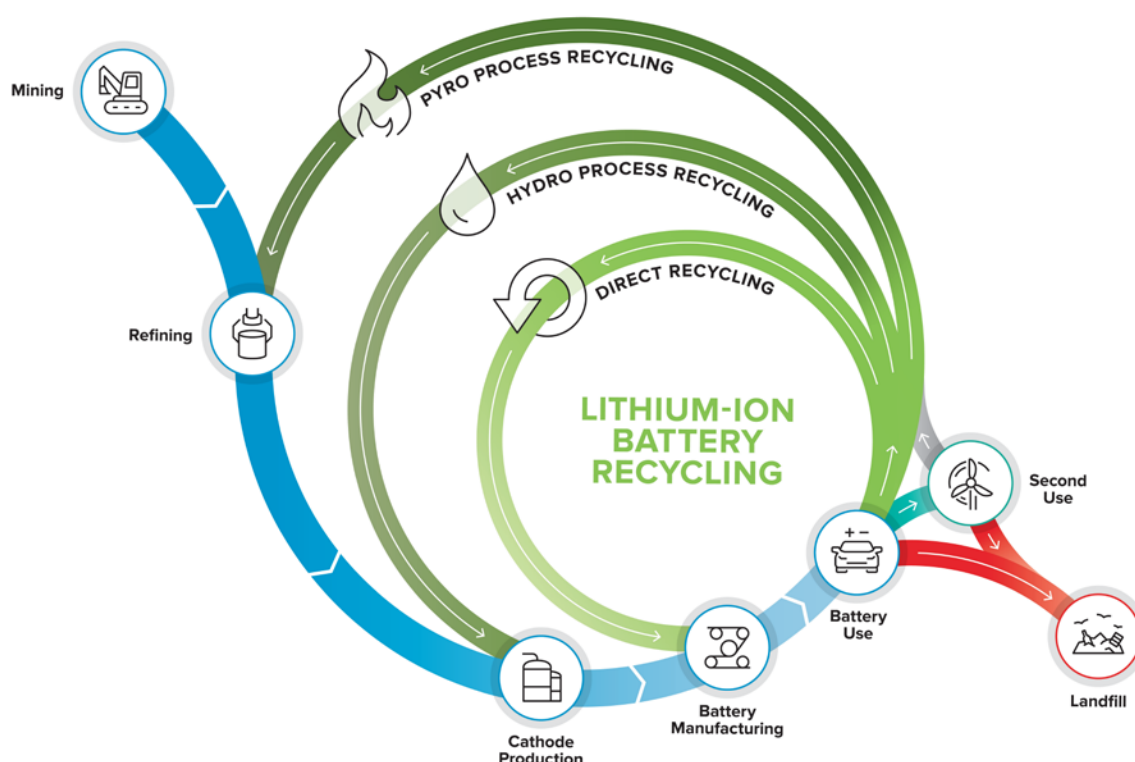 Mining
PYRO PROCESS RECYCLING
HYDRO PROCESS RECYCLING
DIRECT RECYCLING
Refining
LITHIUM-ION
BATTERY
RECYCLING
Second
Use
Battery
Use
Landfill
Battery
Manufacturing
Cathode
Production